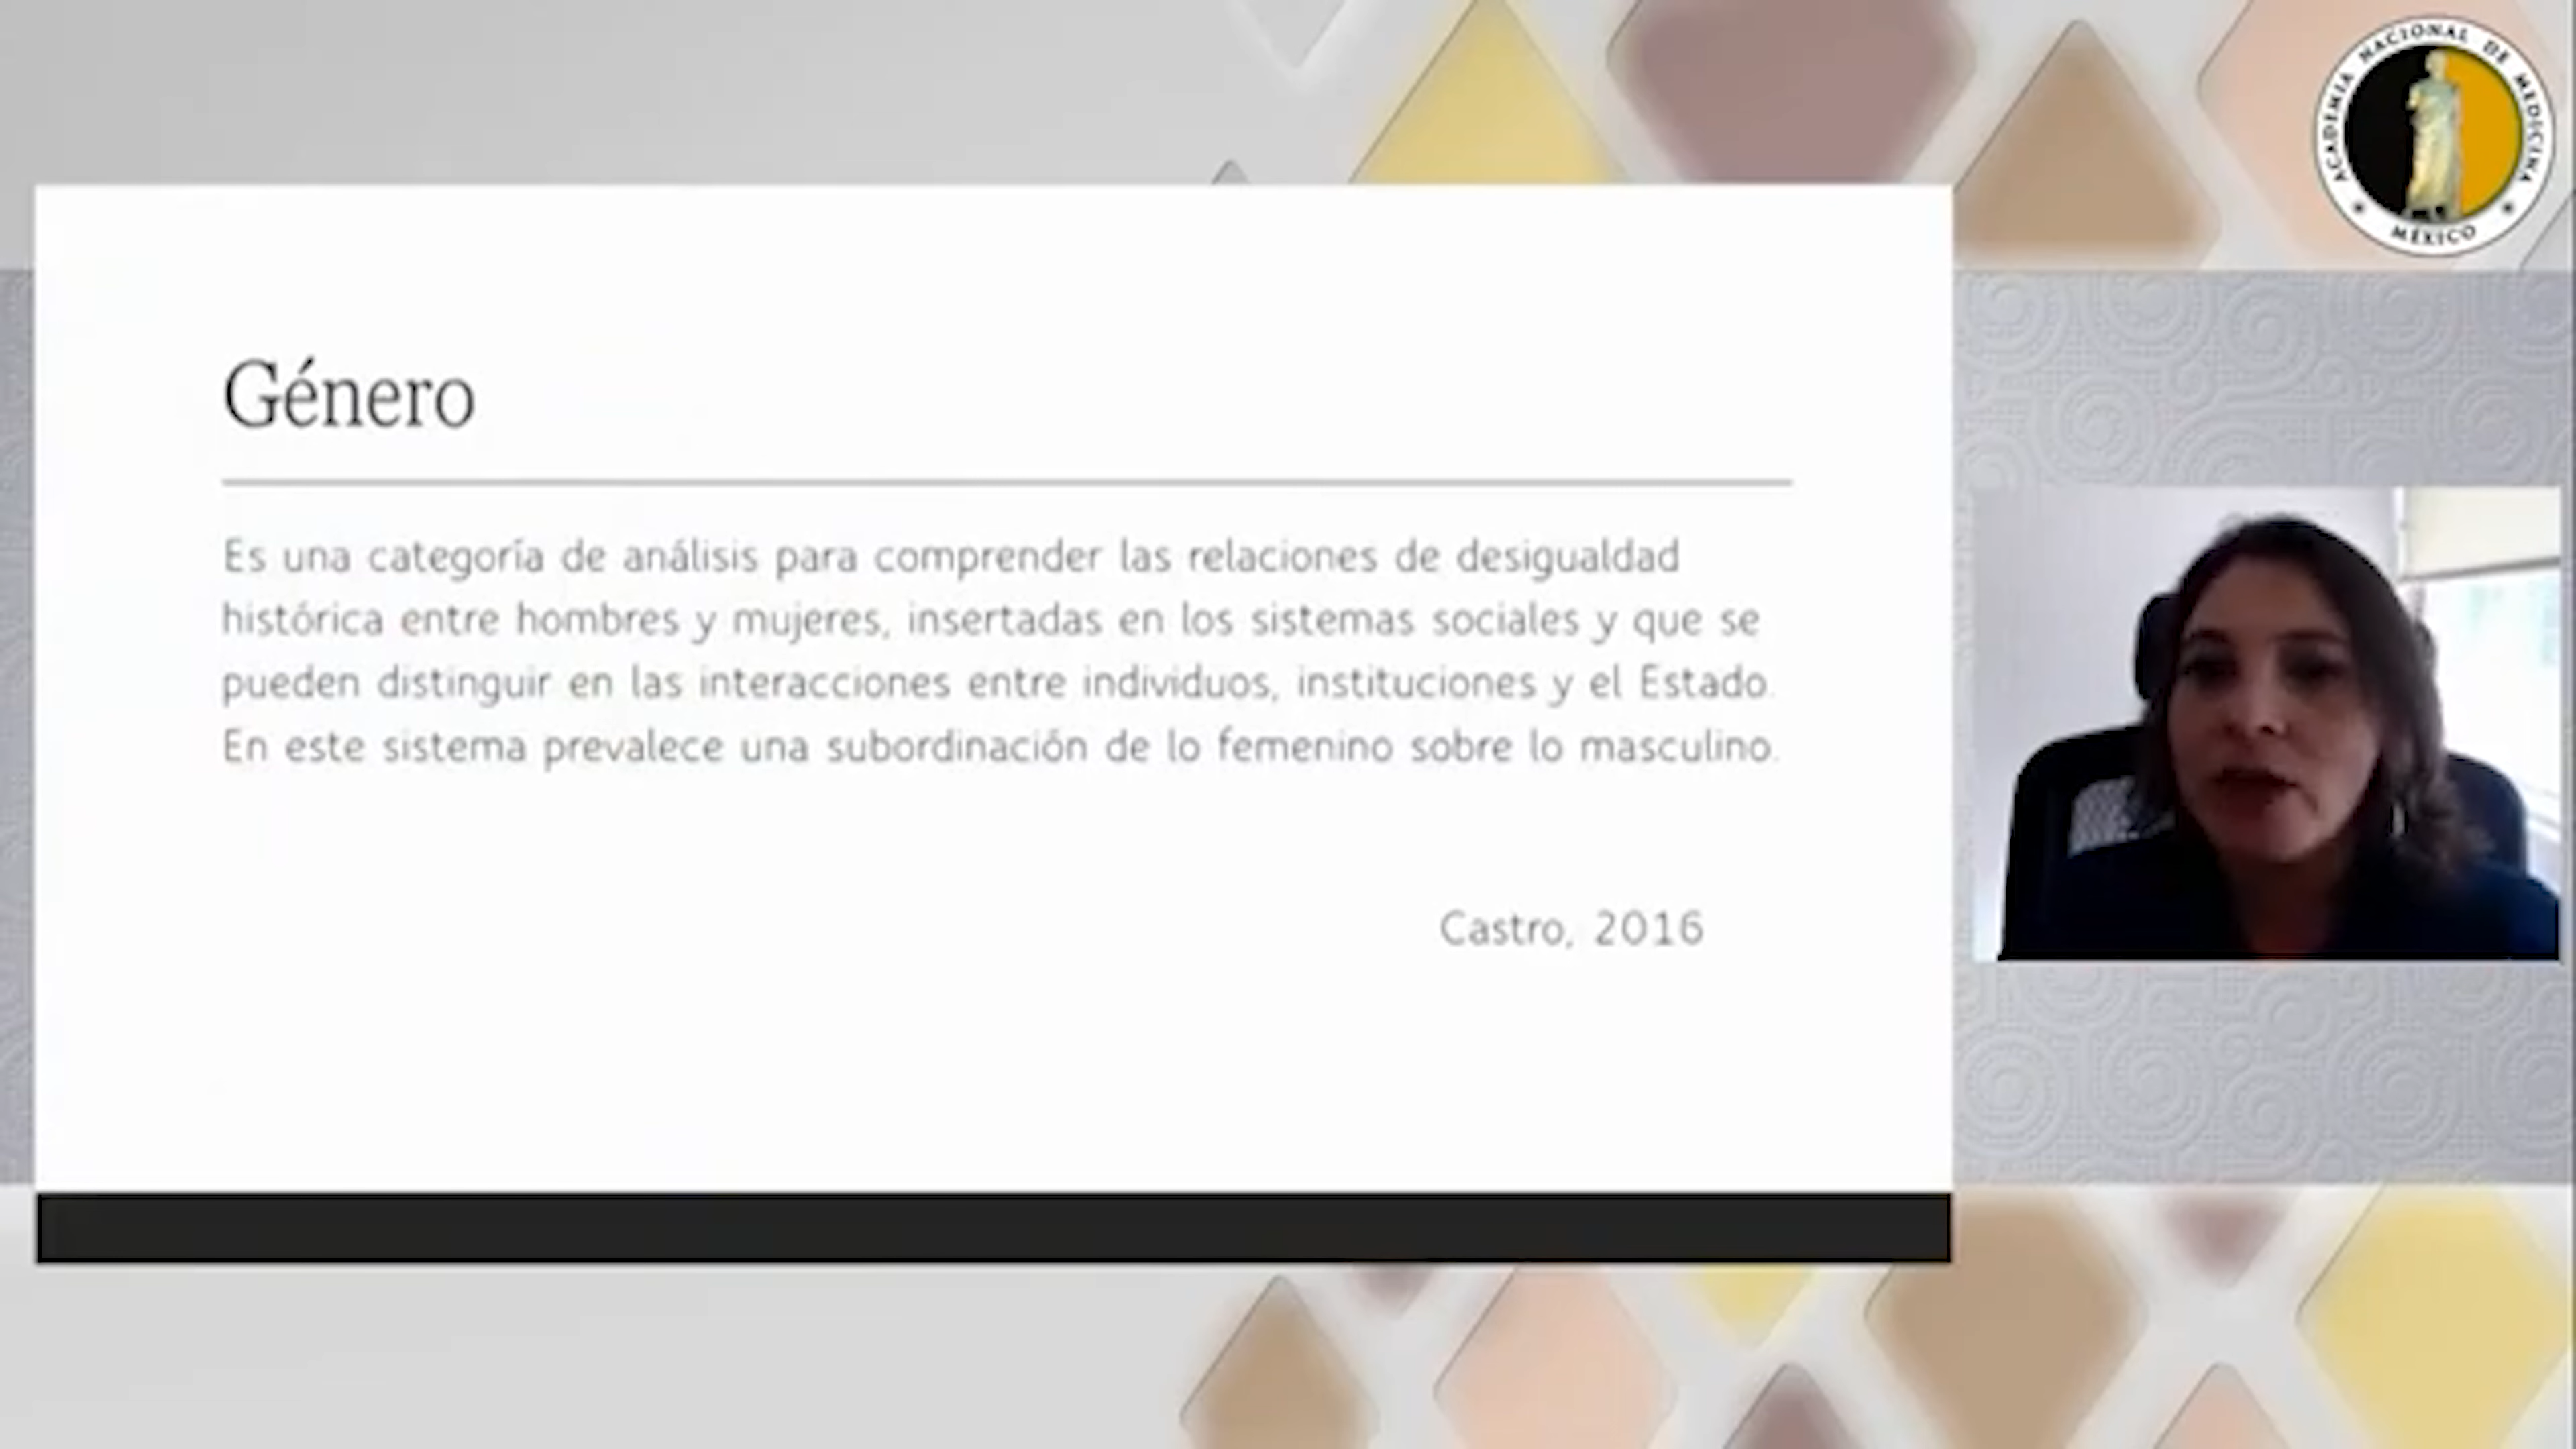 ACADEMIA NACIONAL DE MEDICINA
MÉXICO
Género
Es una categoría de análisis para comprender las relaciones de desigualdad
histórica entre hombres y mujeres, insertadas en los sistemas sociales y que se
pueden distinguir en las interacciones entre individuos, instituciones y el Estado.
En este sistema prevalece una subordinación de lo femenino sobre lo masculino.
Castro, 2016